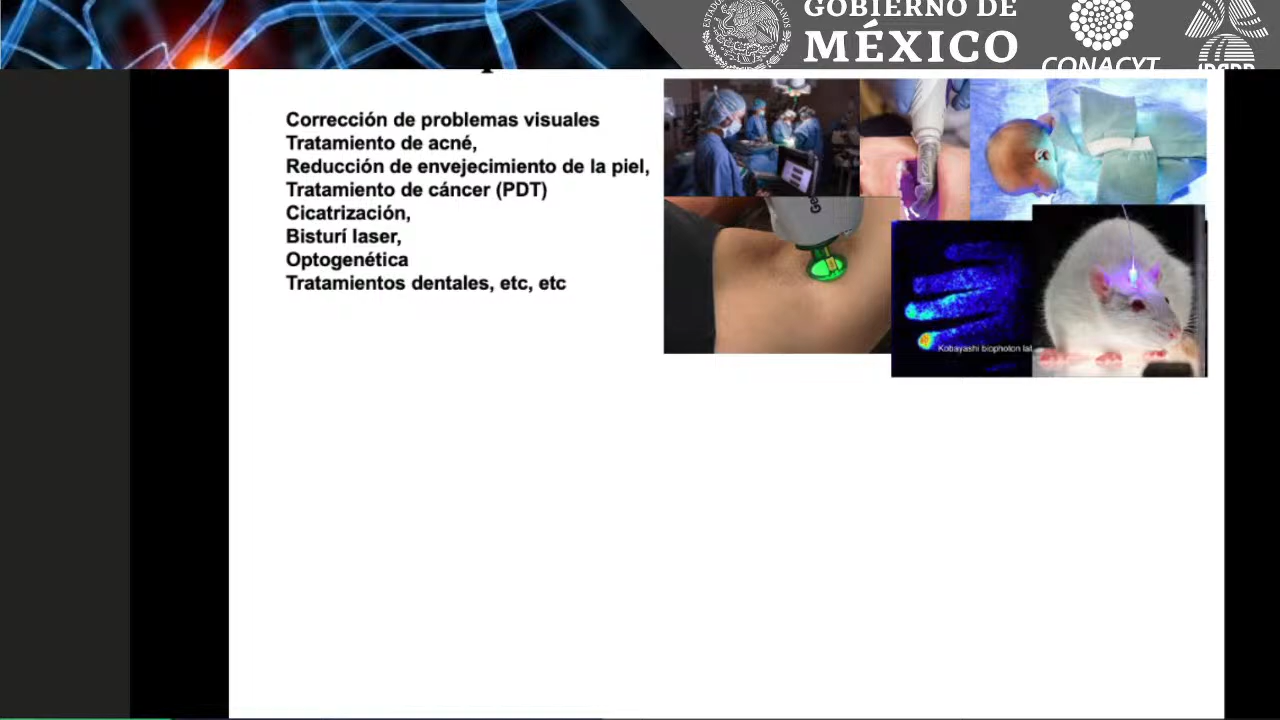 GOBIERNO DE
MÉXICO
CONACYT
Corrección de problemas visuales
Tratamiento de acné,
Reducción de envejecimiento de la piel,
Tratamiento de cáncer (PDT)
Cicatrización,
Bisturí laser,
Optogenética
Tratamientos dentales, etc, etc
Kobayashi biophoton lab